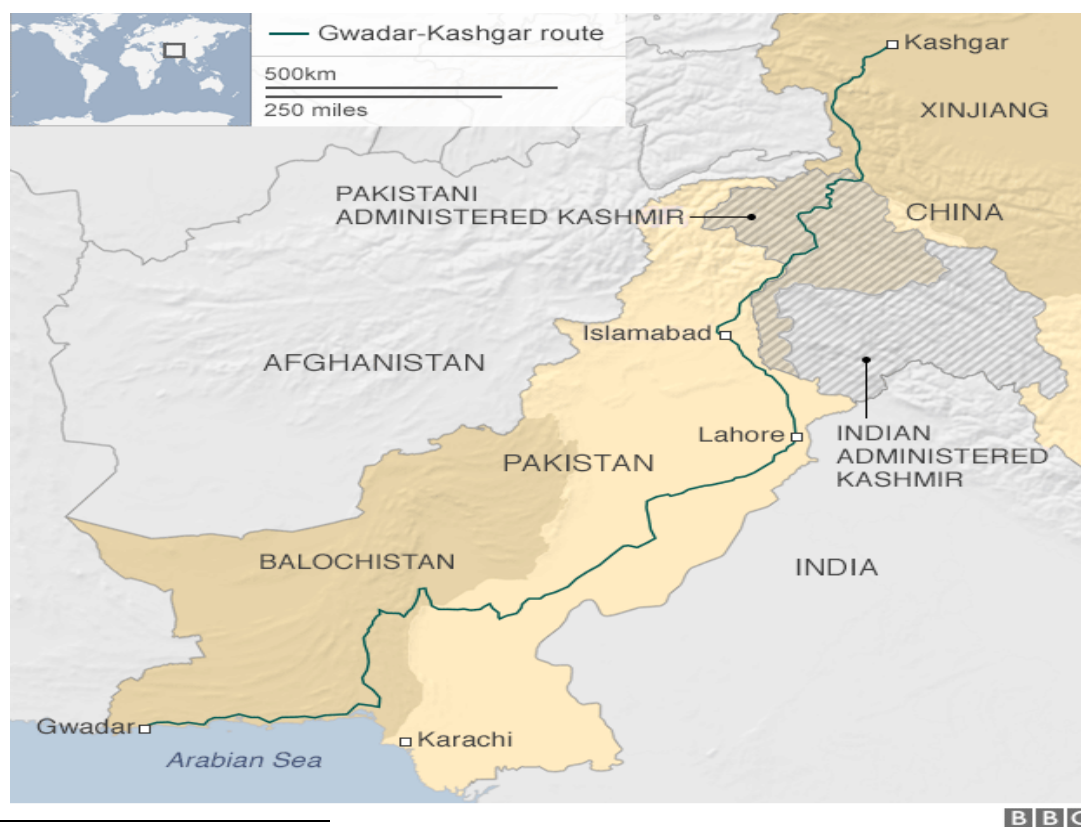 Gwadar-Kashgar route
500km
250 miles
Kashgar
XINJIANG
PAKISTANI
ADMINISTERED KASHMIR
CHINA
Islamabad
AFGHANISTAN
Lahore
INDIAN
ADMINISTERED
KASHMIR
PAKISTAN
BALOCHISTAN
INDIA
Gwadar
Karachi
Arabian Sea
BBC